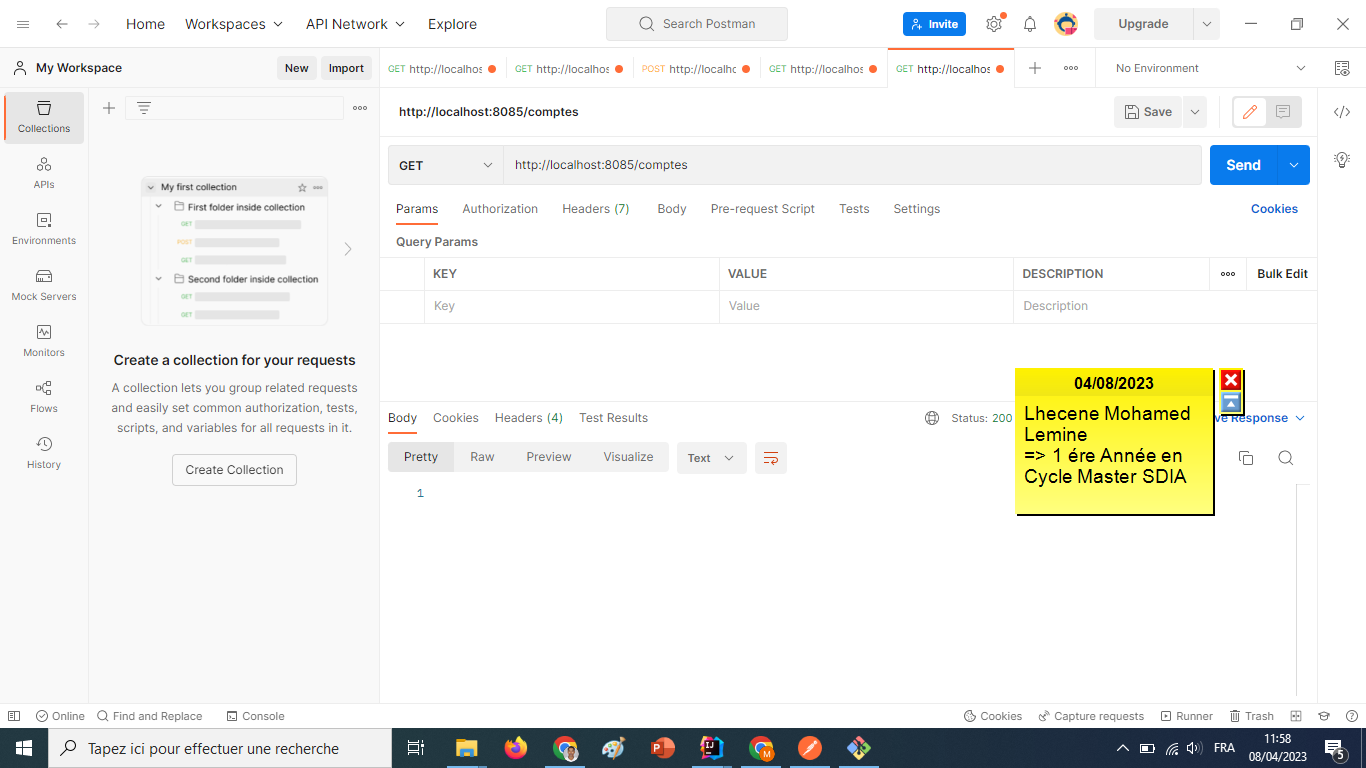 Home Workspaces API Network Explore Search Postman Invite Upgrade
My Workspace New Import GET http://localhos GET http://localhos POST http://localhc GET http://localhos GET http://localhos No Environment
Collections
APIs
Environments
Mock Servers
Monitors
Flows
History
My first collection
First folder inside collection
GET
POST
GET
Second folder inside collection
GET
GET
Create a collection for your requests
A collection lets you group related requests
and easily set common authorization, tests,
scripts, and variables for all requests in it.
Create Collection
http://localhost:8085/comptes Save
GET http://localhost:8085/comptes Send
Params Authorization Headers (7) Body Pre-request Script Tests Settings Cookies
Query Params
KEY VALUE DESCRIPTION Bulk Edit
Key Value Description
Body Cookies Headers (4) Test Results Status: 200 ve Response
Pretty Raw Preview Visualize Text
1
04/08/2023
Lhecene Mohamed
Lemine
=> 1 ére Année en
Cycle Master SDIA
Online Find and Replace Console Cookies Capture requests Runner Trash
Tapez ici pour effectuer une recherche
FRA
11:58
08/04/2023
5